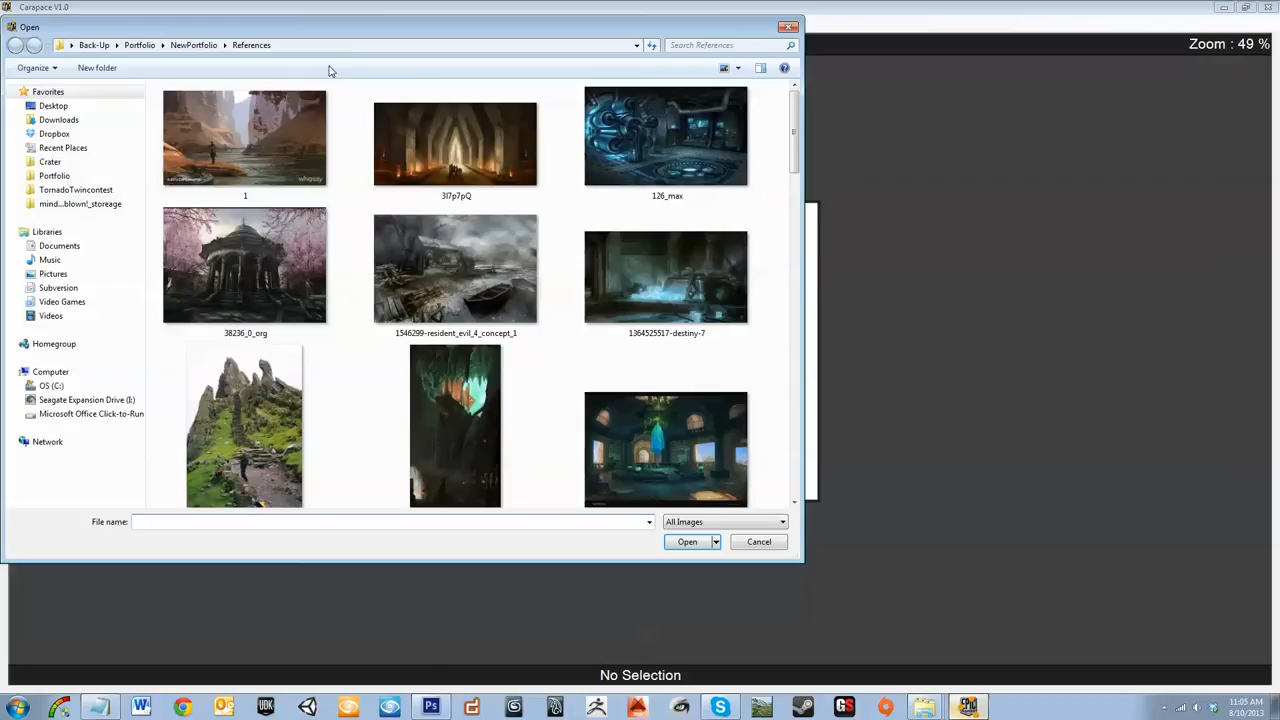 Carapace V1.0
Open
Back-Up Portfolio NewPortfolio References
Search References
Zoom : 49 %
Organize
New folder
Favorites
Desktop
Downloads
Dropbox
Recent Places
Crater
Portfolio
TornadoTwincontest
mind...blown!_storeage
Libraries
Documents
Music
Pictures
Subversion
Video Games
Videos
Homegroup
Computer
OS (C:)
Seagate Expansion Drive (I:)
Microsoft Office Click-to-Run
Network
1
3l7p7pQ
126_max
38236_0_org
1546299-resident_evil_4_concept_1
1364525517-destiny-7
File name:
All Images
Open
Cancel
No Selection
W
UDK
Ps
GS
11:05 AM
8/10/2013